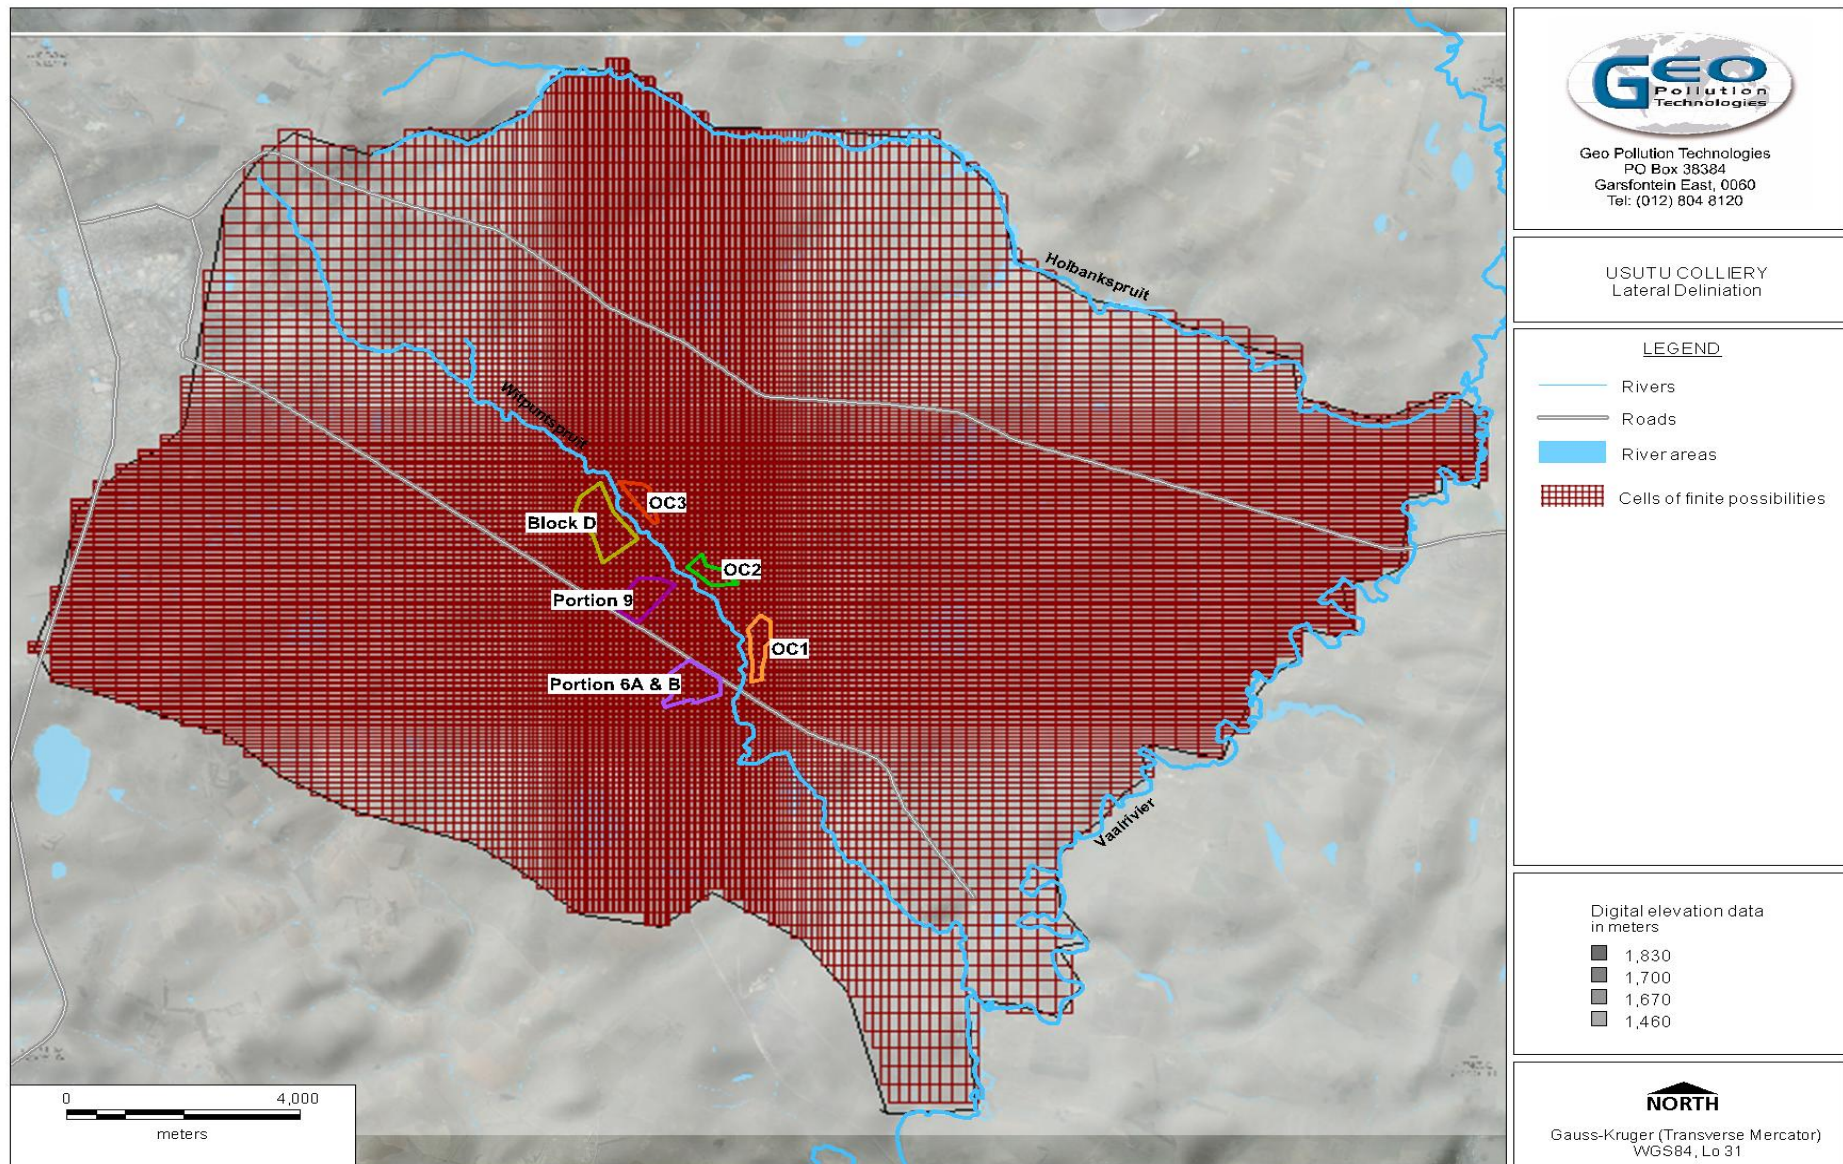 GEO
Pollution
Technologies
Geo Pollution Technologies
PO Box 38384
Garsfontein East, 0060
Tel: (012) 804 8120
USUTU COLLIERY
Lateral Deliniation
LEGEND
Rivers
Roads
River areas
Cells of finite possibilities
Digital elevation data
in meters
1,830
1,700
1,670
1,460
NORTH
Gauss-Kruger (Transverse Mercator)
WGS84, Lo 31
Holbankspruit
Witpuntspruit
OC3
Block D
OC2
Portion 9
OC1
Portion 6A & B
Vaalrivier
0 4,000
meters